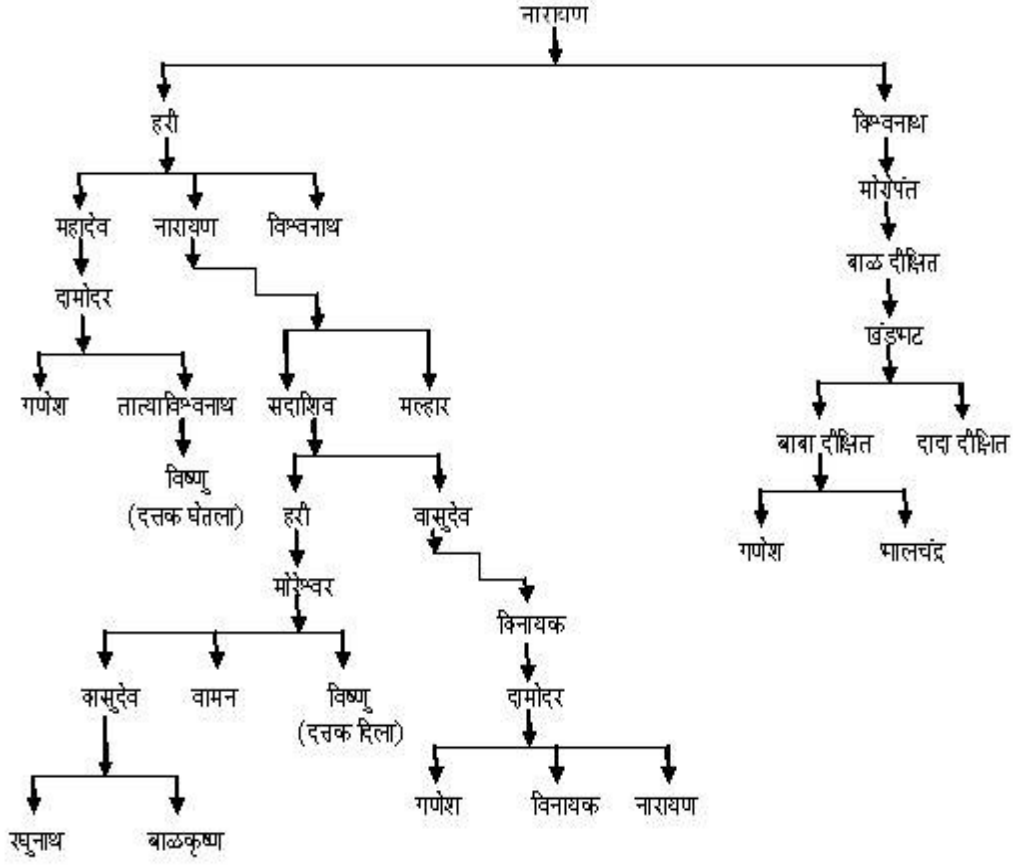 नारायण
हरी
विश्वनाथ
मोरोपंत
महादेव
नारायण
विश्वनाथ
बाळ दीक्षित
दामोदर
खंडभट
गणेश
तात्याविश्वनाथ
सदाशिव
मल्हार
बाबा दीक्षित
दादा दीक्षित
विष्णु
(दत्तक घेतला)
हरी
वासुदेव
गणेश
भालचंद्र
मोरेश्वर
विनायक
वासुदेव
वामन
विष्णु
(दत्तक दिला)
दामोदर
गणेश
विनायक
नारायण
रघुनाथ
बाळकृष्ण